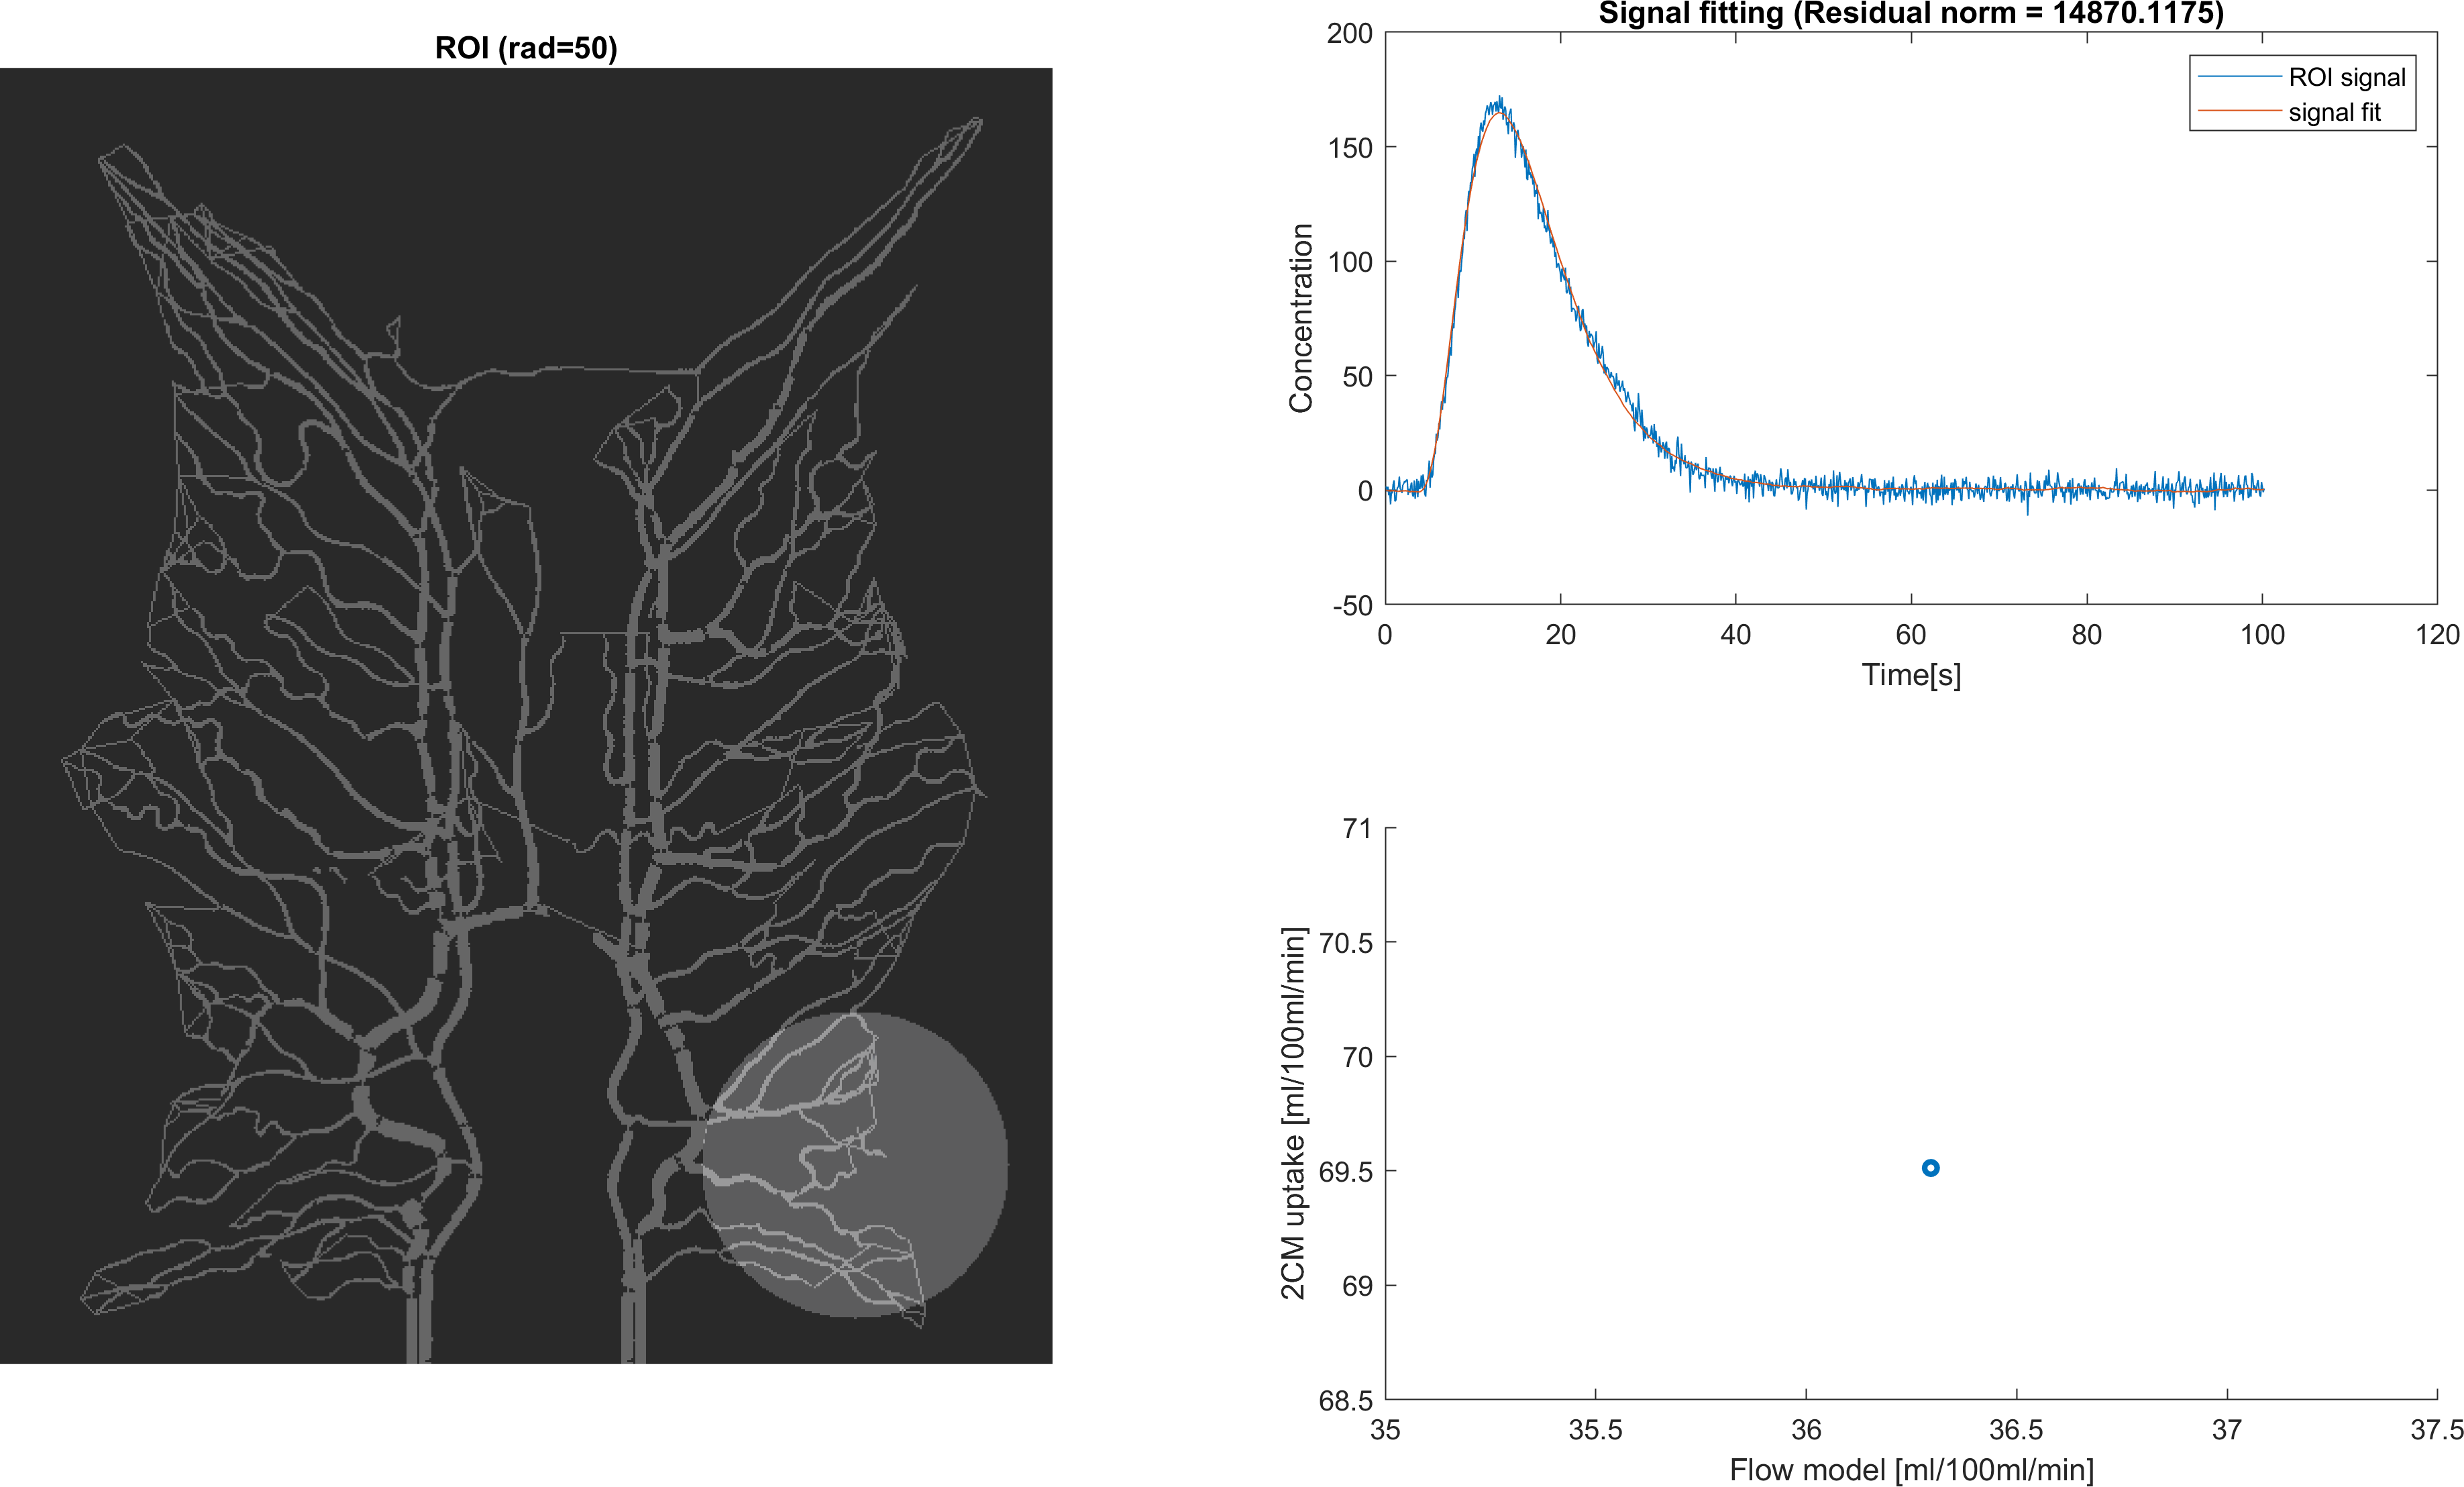 ROI (rad=50)
Signal fitting (Residual norm = 14870.1175)
200
150
100
50
0
-50
0 20 40 60 80 100 120
Concentration
Time[s]
ROI signal
signal fit
71
70.5
70
69.5
69
68.5
35 35.5 36 36.5 37 37.5
2CM uptake [ml/100ml/min]
Flow model [ml/100ml/min]